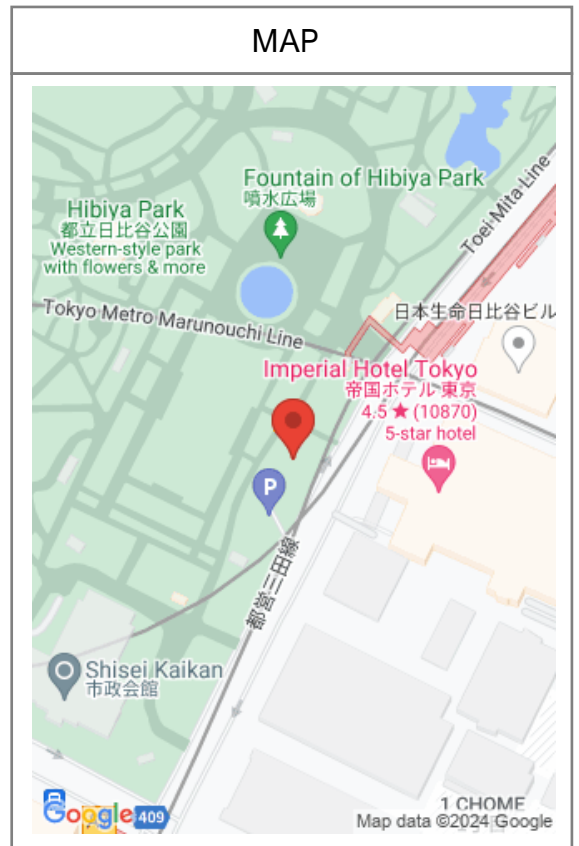 MAP
Fountain of Hibiya Park
噴水広場
Hibiya Park
都立日比谷公園
Western-style park
with flowers & more
Toei Mita Line
Tokyo Metro Marunouchi Line
日本生命日比谷ビル
Imperial Hotel Tokyo
帝国ホテル 東京
4.5 ★ (10870)
5-star hotel
P
都営三田線
Shisei Kaikan
市政会館
1 CHOME
Google
409
Map data ©2024 Google